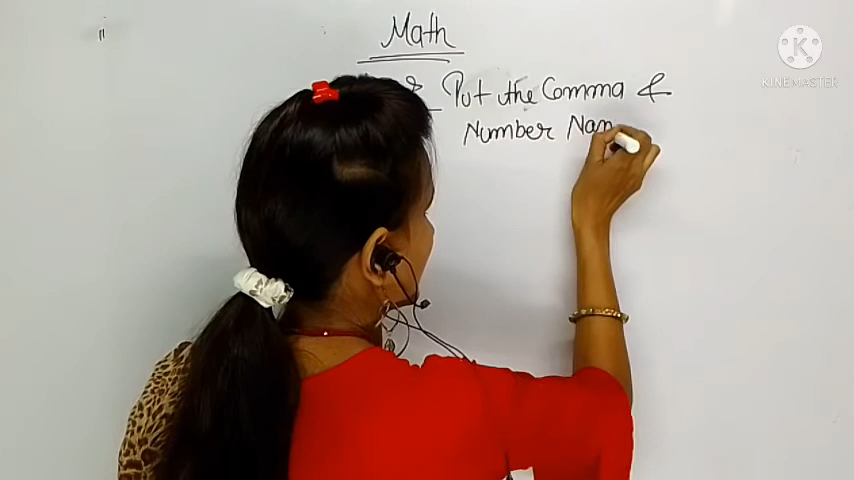 Math
Put the Comma &
Number Nam
K
KINEMASTER